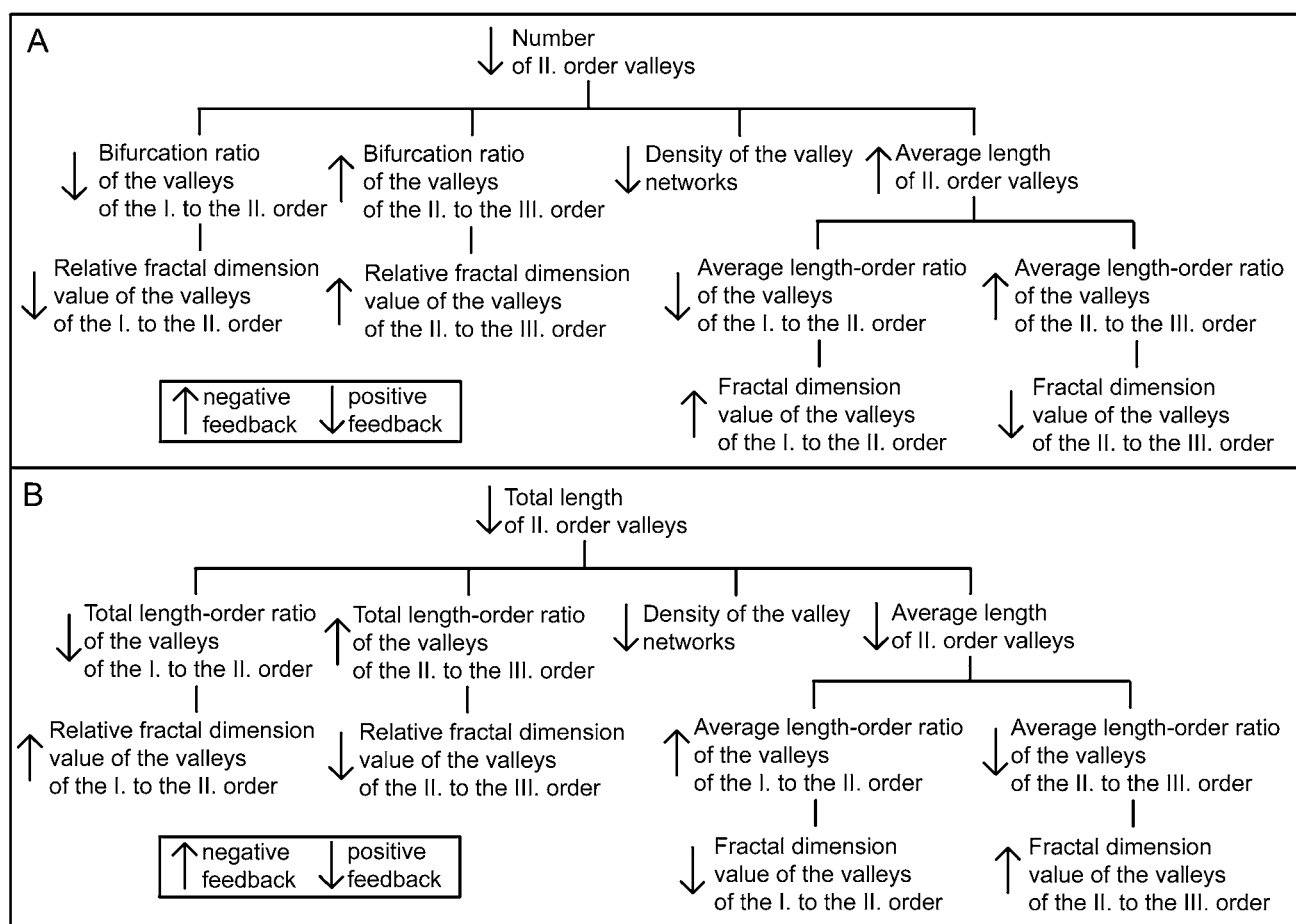 A
Number
of II. order valleys
Bifurcation ratio
of the valleys
of the I. to the II. order
Bifurcation ratio
of the valleys
of the II. to the III. order
Density of the valley
networks
Average length
of II. order valleys
Relative fractal dimension
value of the valleys
of the I. to the II. order
Relative fractal dimension
value of the valleys
of the II. to the III. order
Average length-order ratio
of the valleys
of the I. to the II. order
Average length-order ratio
of the valleys
of the II. to the III. order
Fractal dimension
value of the valleys
of the I. to the II. order
Fractal dimension
value of the valleys
of the II. to the III. order
negative
feedback
positive
feedback
B
Total length
of II. order valleys
Total length-order ratio
of the valleys
of the I. to the II. order
Total length-order ratio
of the valleys
of the II. to the III. order
Density of the valley
networks
Average length
of II. order valleys
Relative fractal dimension
value of the valleys
of the I. to the II. order
Relative fractal dimension
value of the valleys
of the II. to the III. order
Average length-order ratio
of the valleys
of the I. to the II. order
Average length-order ratio
of the valleys
of the II. to the III. order
Fractal dimension
value of the valleys
of the I. to the II. order
Fractal dimension
value of the valleys
of the II. to the III. order
negative
feedback
positive
feedback